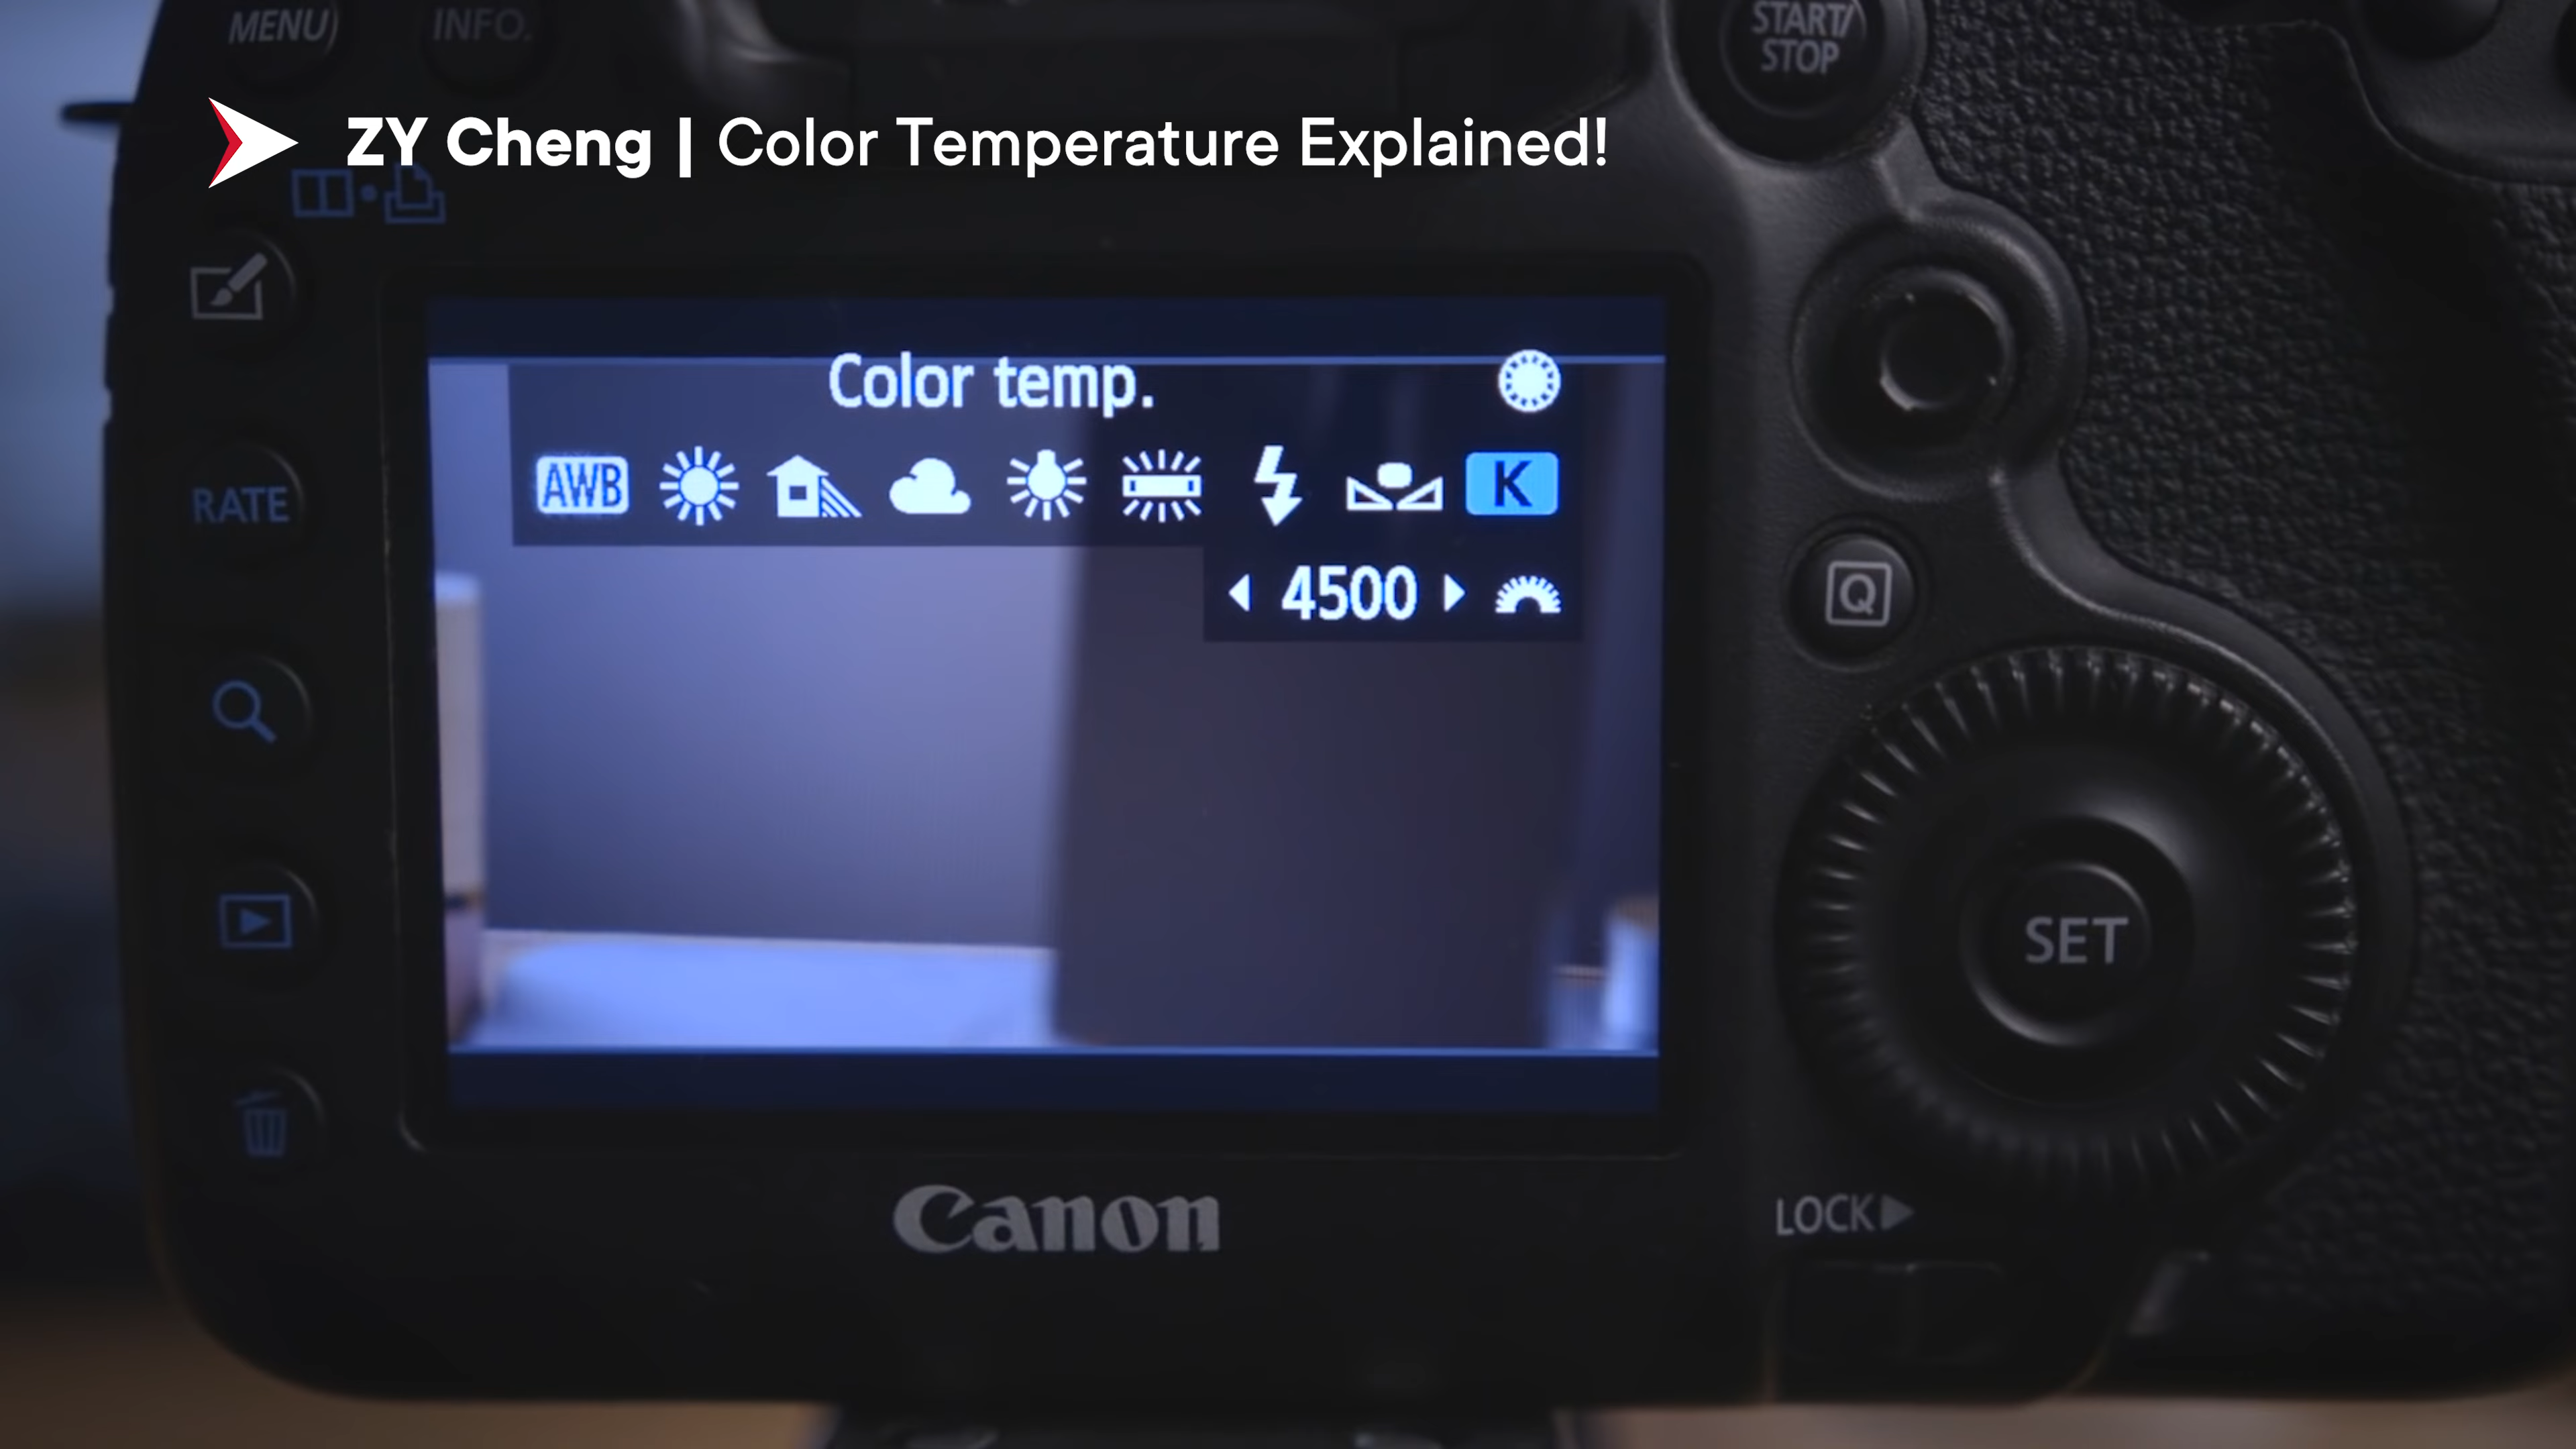 MENU INFO.
START/
STOP
ZY Cheng | Color Temperature Explained!
Color temp.
AWB K
RATE
4500
Q
SET
Canon
LOCK